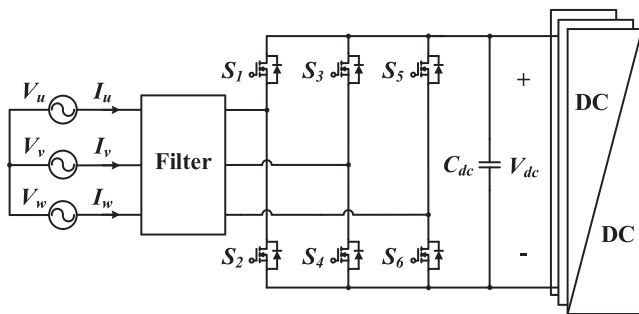 S1 S3 S5
Vu Iu
+
DC
Vv Iv
Filter
Cdc Vdc
Vw Iw
DC
S2 S4 S6
-